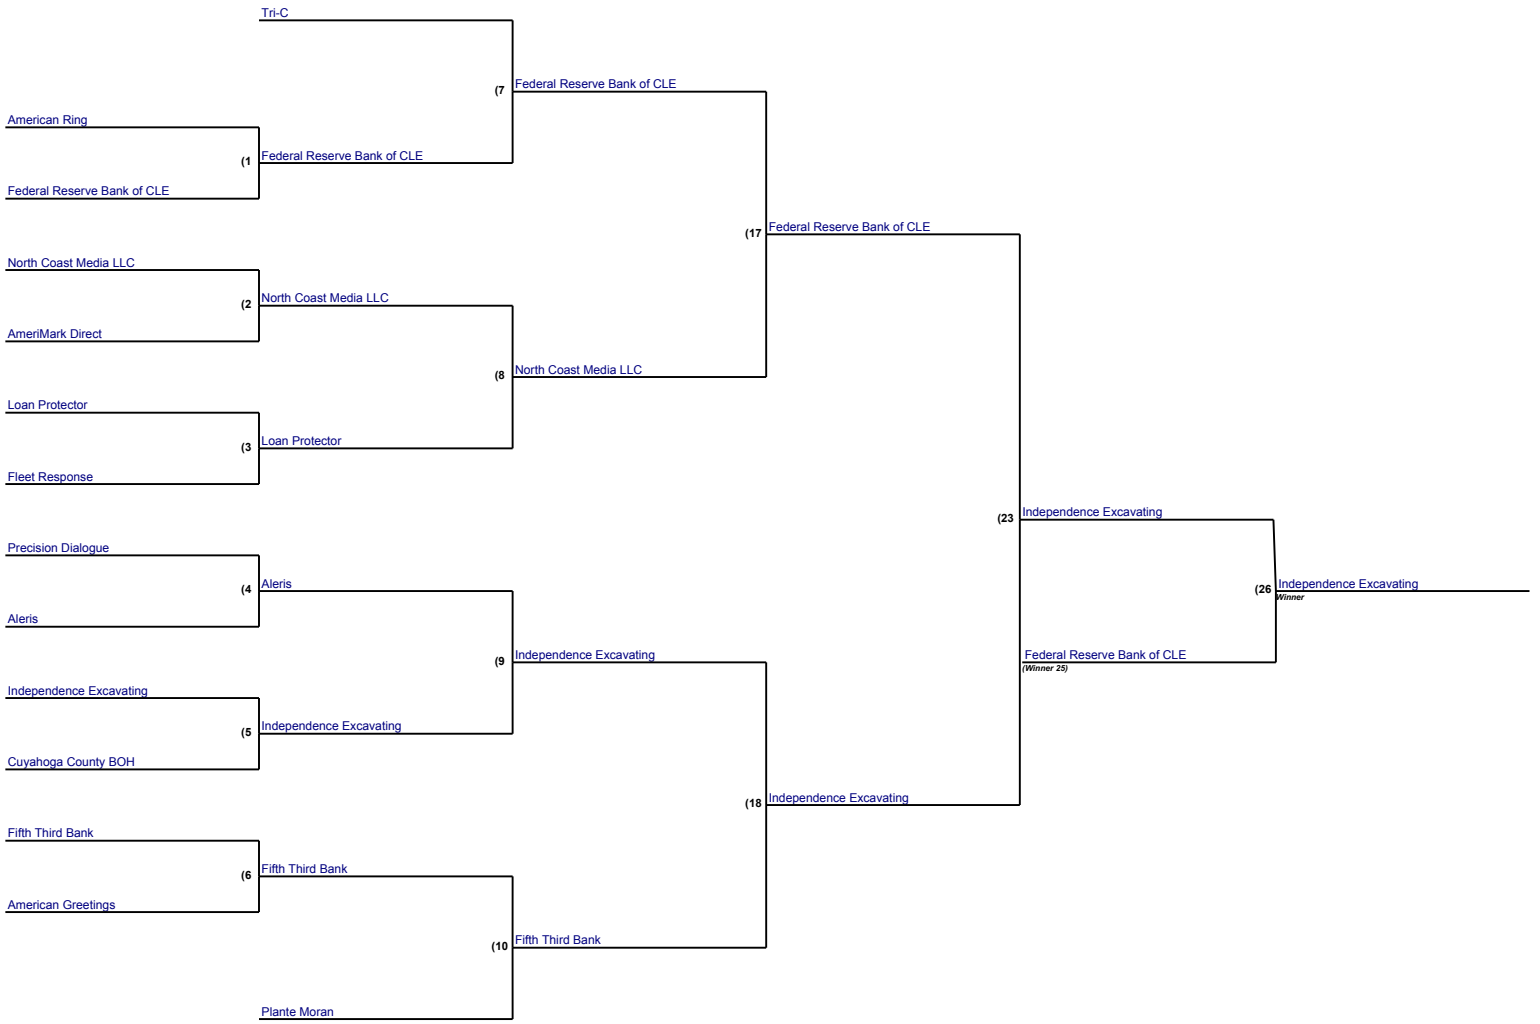 Tri-C
(7
Federal Reserve Bank of CLE
American Ring
(1
Federal Reserve Bank of CLE
Federal Reserve Bank of CLE
(17
Federal Reserve Bank of CLE
North Coast Media LLC
(2
North Coast Media LLC
AmeriMark Direct
(8
North Coast Media LLC
Loan Protector
(3
Loan Protector
Fleet Response
(23
Independence Excavating
Precision Dialogue
(4
Aleris
(26
Independence Excavating
Winner
Aleris
(9
Independence Excavating
Federal Reserve Bank of CLE
(Winner 25)
Independence Excavating
(5
Independence Excavating
Cuyahoga County BOH
(18
Independence Excavating
Fifth Third Bank
(6
Fifth Third Bank
American Greetings
(10
Fifth Third Bank
Plante Moran